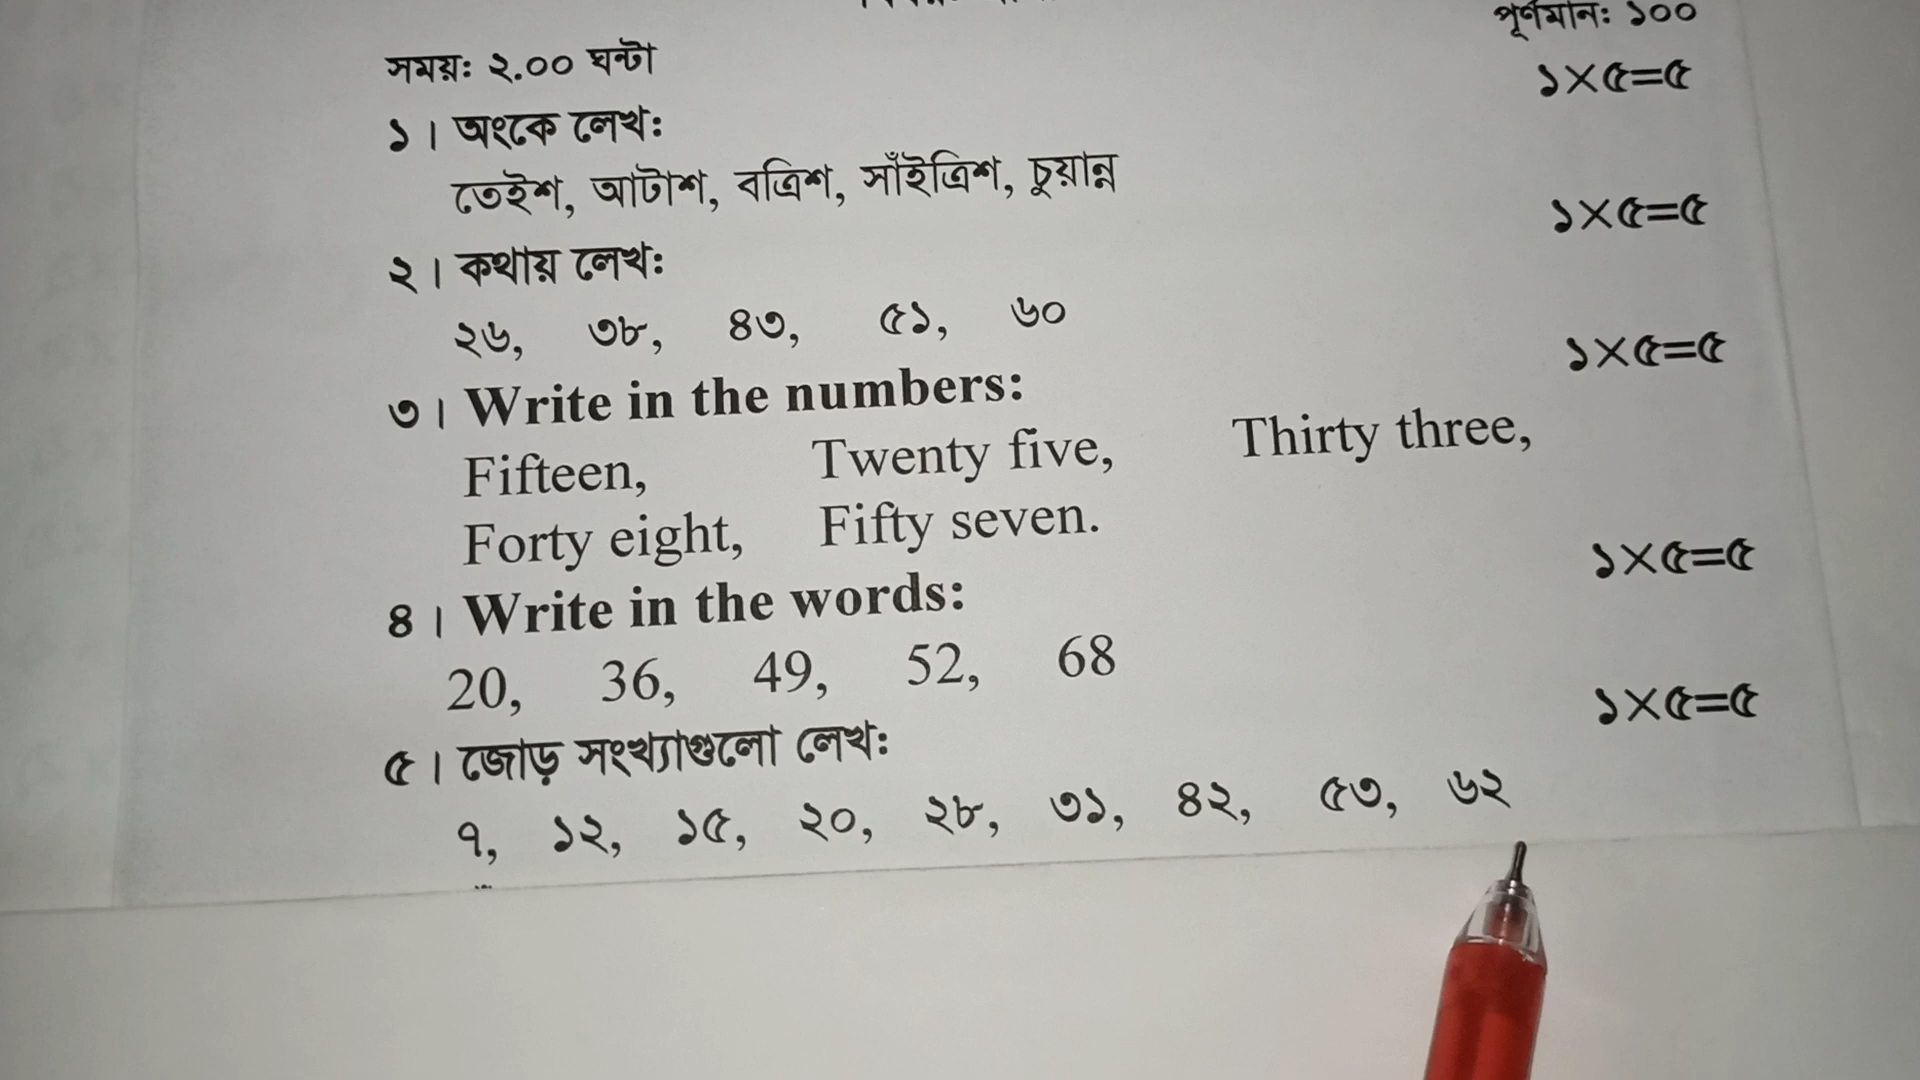 পূর্ণমান: ১০০
সময়: ২.০০ ঘন্টা
১×৫=৫
১। অংকে লেখ:
তেইশ, আটাশ, বত্রিশ, সাঁইত্রিশ, চুয়ান্ন
১×৫=৫
২। কথায় লেখ:
২৬, ৩৮, ৪৩, ৫১, ৬০
১×৫=৫
৩। Write in the numbers:
Fifteen, Twenty five, Thirty three,
Forty eight, Fifty seven.
১×৫=৫
৪। Write in the words:
20, 36, 49, 52, 68
১×৫=৫
৫। জোড় সংখ্যাগুলো লেখ:
৭, ১২, ১৫, ২০, ২৮, ৩১, ৪২, ৫৩, ৬২